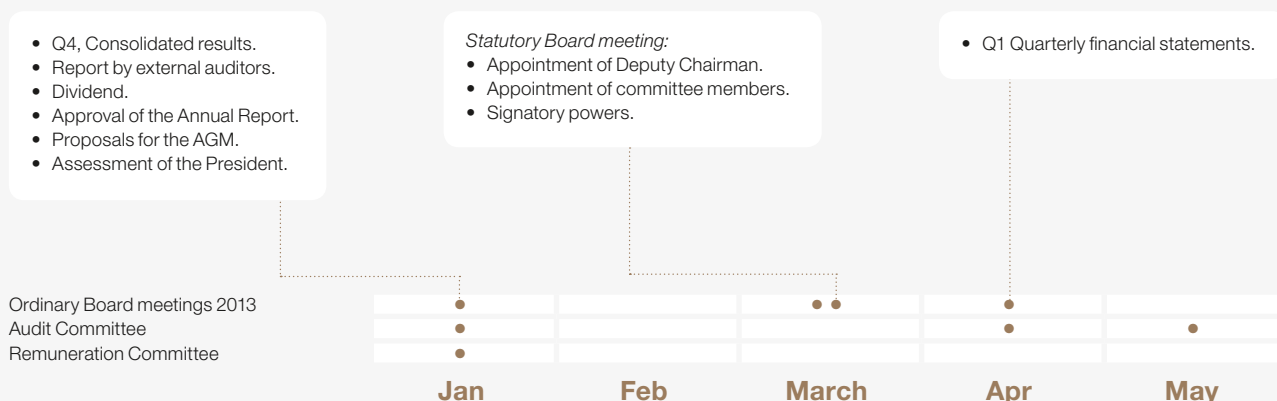 • Q4, Consolidated results.
• Report by external auditors.
• Dividend.
• Approval of the Annual Report.
• Proposals for the AGM.
• Assessment of the President.
Statutory Board meeting:
• Appointment of Deputy Chairman.
• Appointment of committee members.
• Signatory powers.
• Q1 Quarterly financial statements.
Ordinary Board meetings 2013
Audit Committee
Remuneration Committee
Jan Feb March Apr May